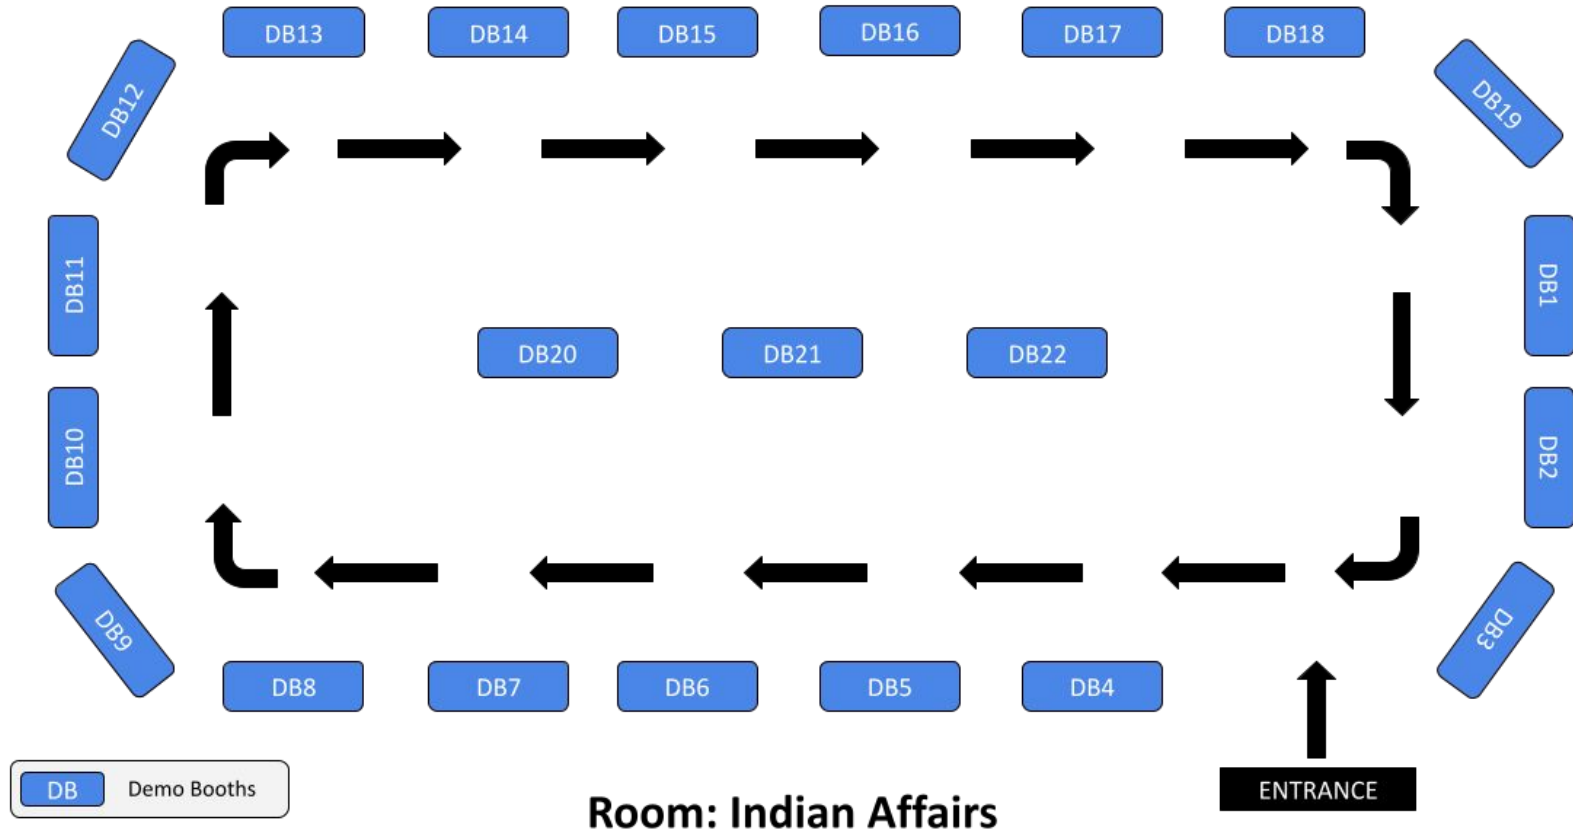 DB13
DB14
DB15
DB16
DB17
DB18
DB12
DB19
DB11
DB1
DB20
DB21
DB22
DB10
DB2
DB9
DB3
DB8
DB7
DB6
DB5
DB4
DB Demo Booths
ENTRANCE
Room: Indian Affairs